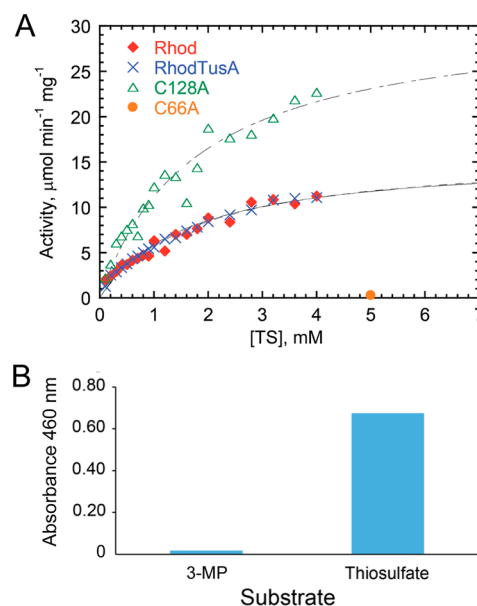 A
30
25
20
15
10
5
0
Activity, μmol min⁻¹ mg⁻¹
Rhod
RhodTusA
C128A
C66A
0 1 2 3 4 5 6 7
[TS], mM
B
0.80
0.60
0.40
0.20
0
Absorbance 460 nm
3-MP Thiosulfate
Substrate